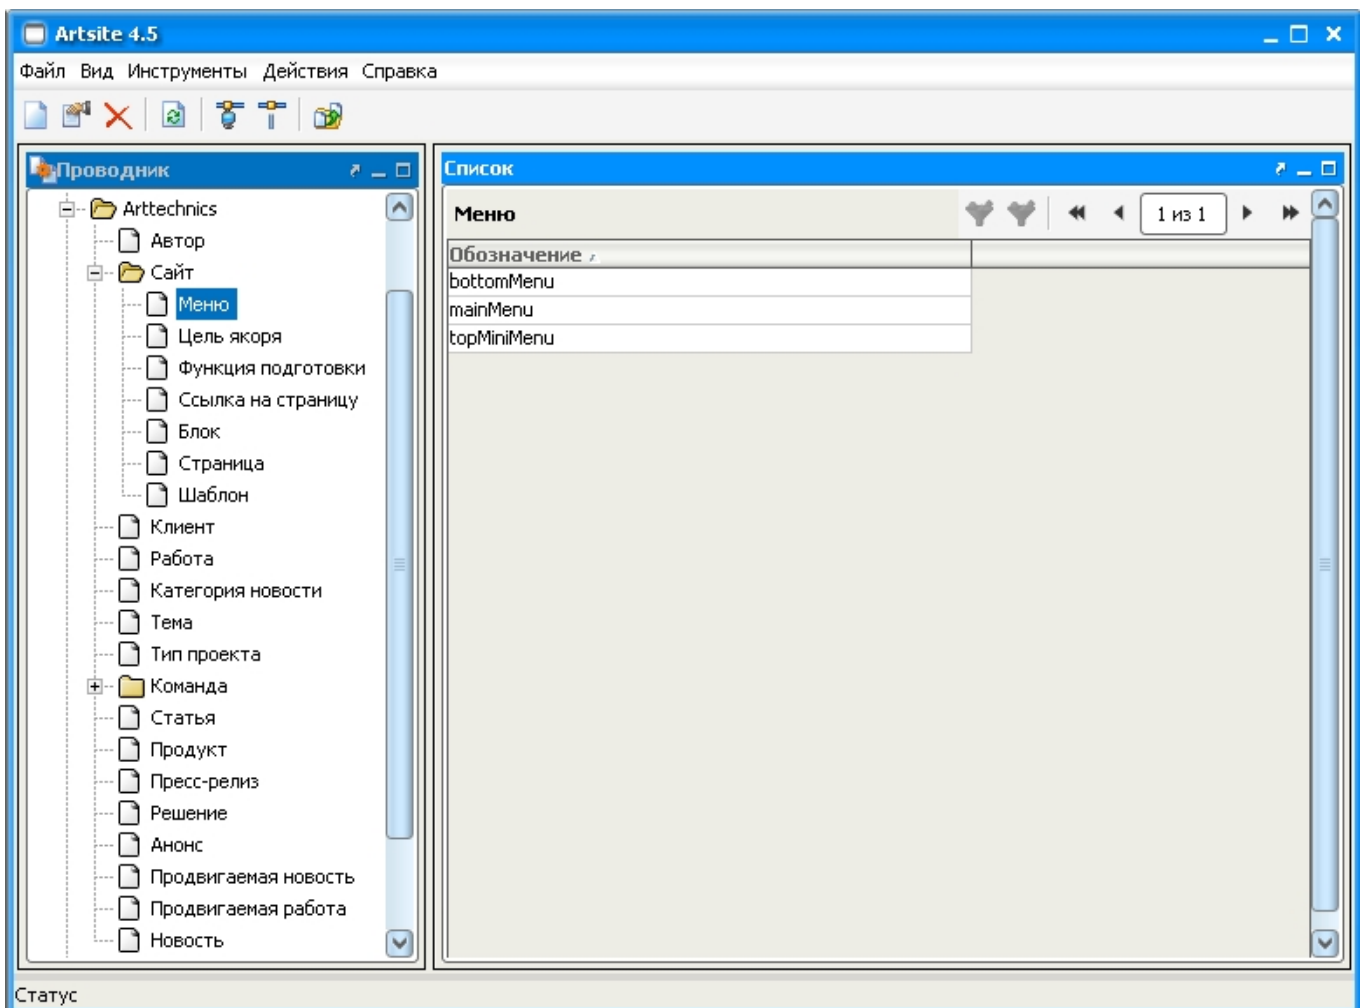 Artsite 4.5
Файл Вид Инструменты Действия Справка
Проводник
Arttechnics
Автор
Сайт
Меню
Цель якоря
Функция подготовки
Ссылка на страницу
Блок
Страница
Шаблон
Клиент
Работа
Категория новости
Тема
Тип проекта
Команда
Статья
Продукт
Пресс-релиз
Решение
Анонс
Продвигаемая новость
Продвигаемая работа
Новость
Список
Меню
1 из 1
Обозначение
bottomMenu
mainMenu
topMiniMenu
Статус